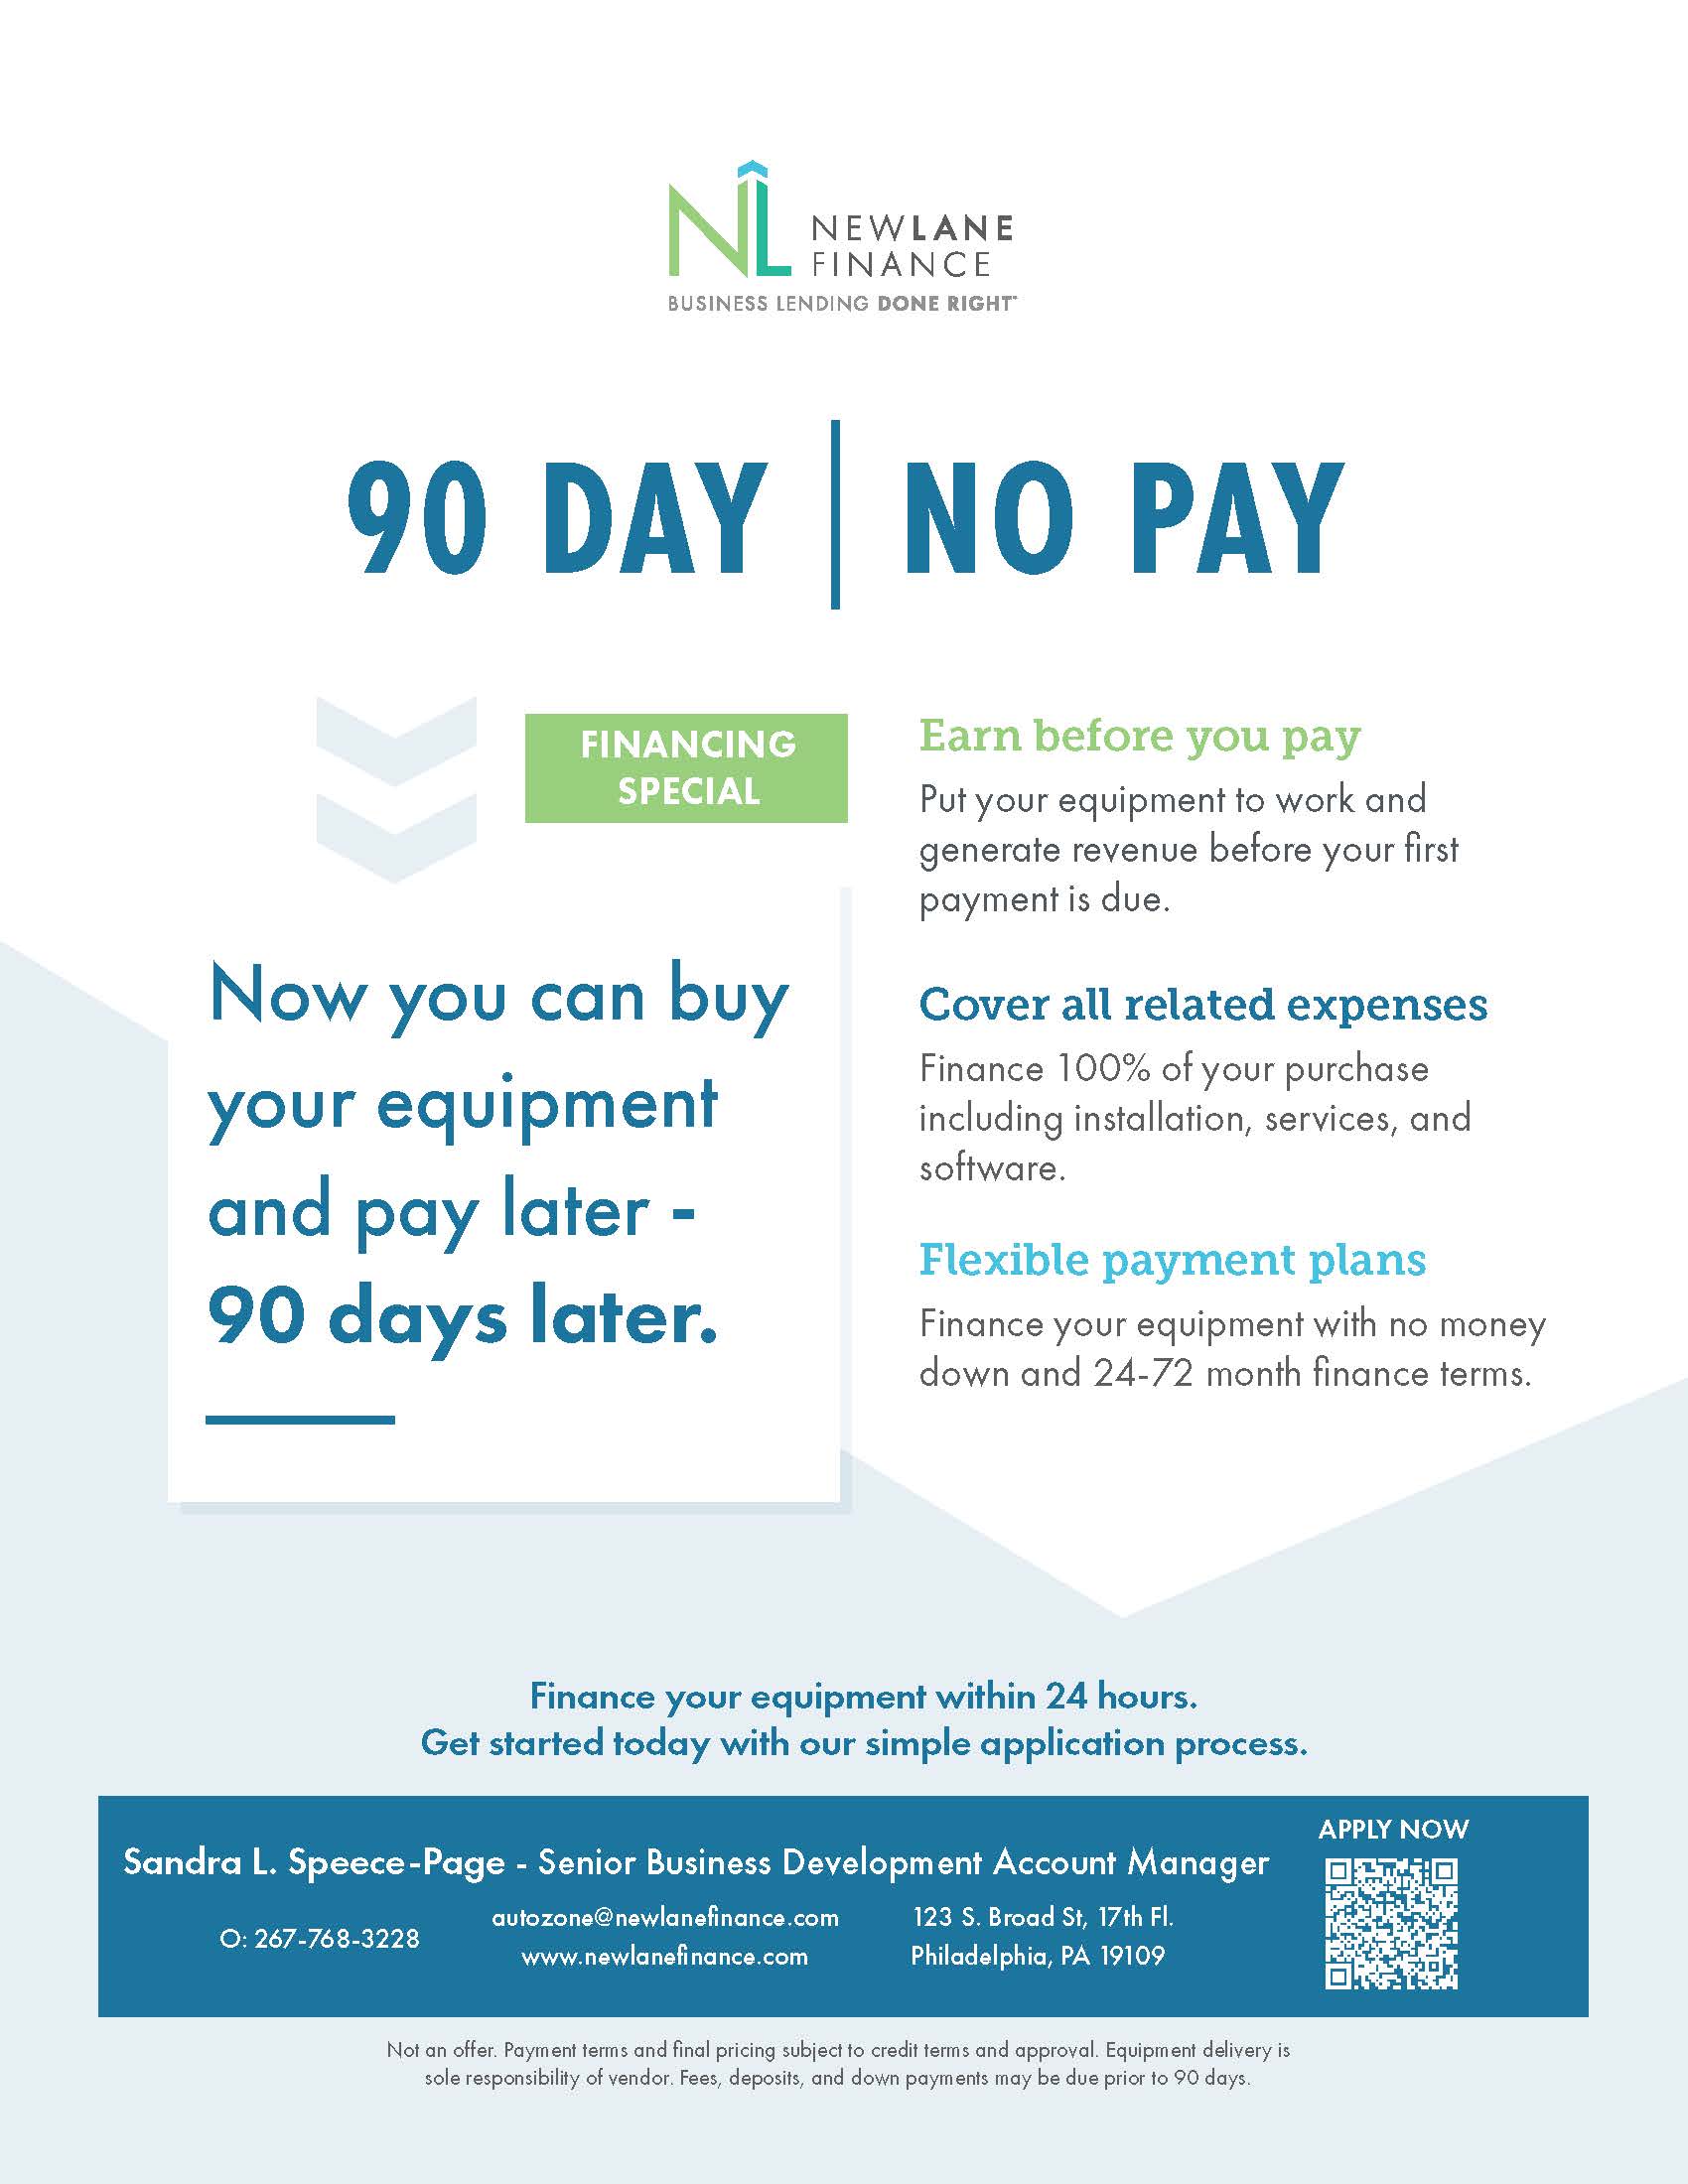 NEWLANE
FINANCE
BUSINESS LENDING DONE RIGHT
90 DAY | NO PAY
FINANCING
SPECIAL
Now you can buy
your equipment
and pay later -
90 days later.
Earn before you pay
Put your equipment to work and
generate revenue before your first
payment is due.
Cover all related expenses
Finance 100% of your purchase
including installation, services, and
software.
Flexible payment plans
Finance your equipment with no money
down and 24-72 month finance terms.
Finance your equipment within 24 hours.
Get started today with our simple application process.
Sandra L. Speece-Page - Senior Business Development Account Manager
O: 267-768-3228
autozone@newlanefinance.com
www.newlanefinance.com
123 S. Broad St, 17th Fl.
Philadelphia, PA 19109
APPLY NOW
Not an offer. Payment terms and final pricing subject to credit terms and approval. Equipment delivery is
sole responsibility of vendor. Fees, deposits, and down payments may be due prior to 90 days.